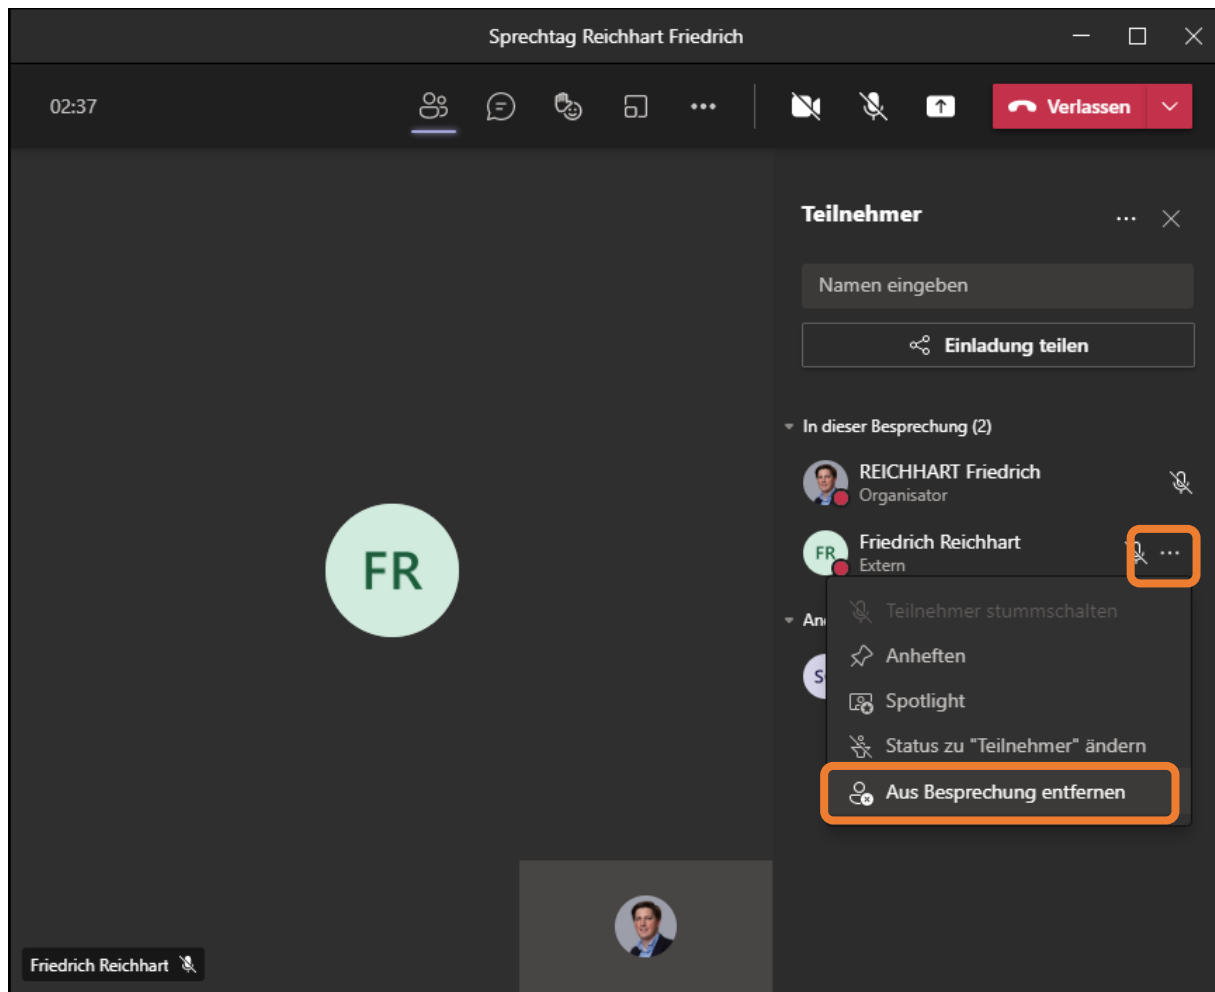 Sprechtag Reichhart Friedrich
02:37
Verlassen
Teilnehmer
Namen eingeben
Einladung teilen
In dieser Besprechung (2)
REICHHART Friedrich
Organisator
FR
Friedrich Reichhart
Extern
FR
Teilnehmer stummschalten
Anheften
Spotlight
Status zu "Teilnehmer" ändern
Aus Besprechung entfernen
Friedrich Reichhart